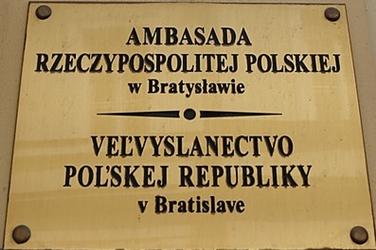 AMBASADA
RZECZYPOSPOLITEJ POLSKIEJ
w Bratysławie
VEĽVYSLANECTVO
POĽSKEJ REPUBLIKY
v Bratislave